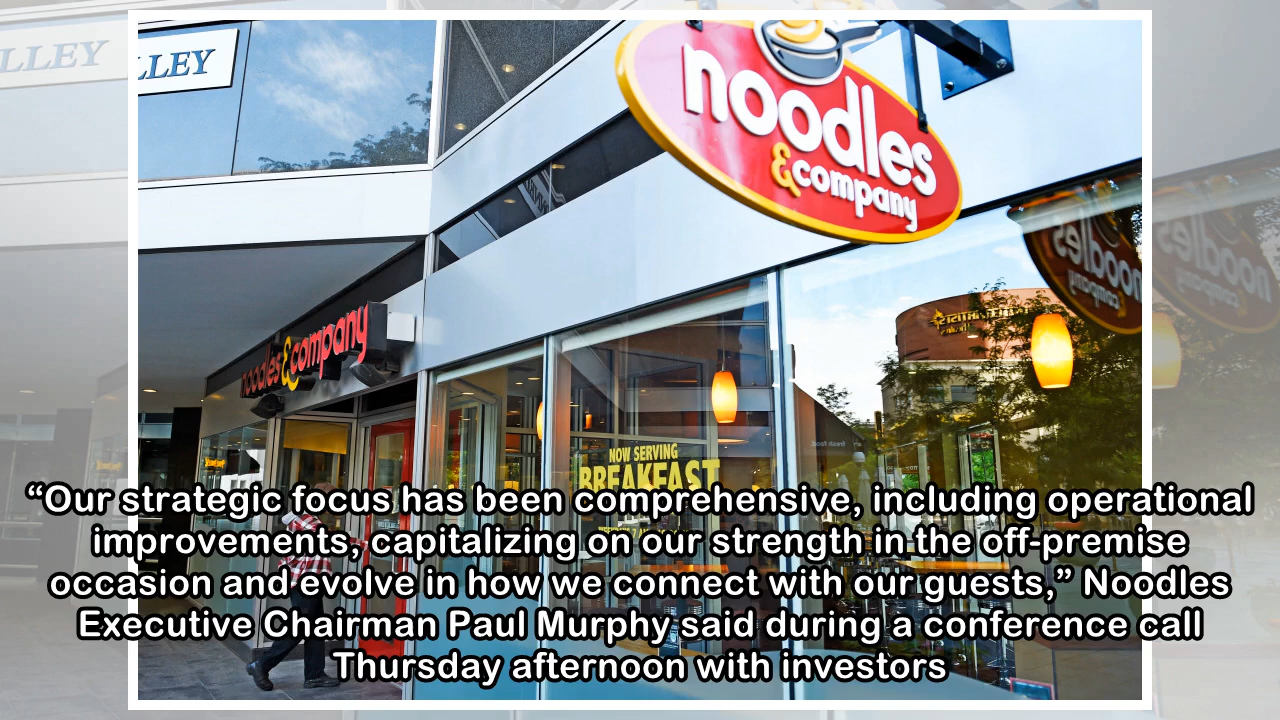 LLEY
LLEY
noodles
&company
noodles&company
NOW SERVING
BREAKFAST
“Our strategic focus has been comprehensive, including operational
improvements, capitalizing on our strength in the off-premise
occasion and evolve in how we connect with our guests,” Noodles
Executive Chairman Paul Murphy said during a conference call
Thursday afternoon with investors